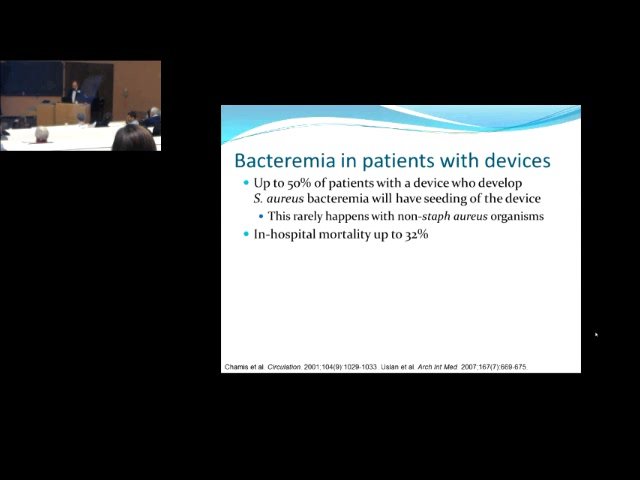 Bacteremia in patients with devices
Up to 50% of patients with a device who develop
S. aureus bacteremia will have seeding of the device
This rarely happens with non-staph aureus organisms
In-hospital mortality up to 32%
Chamis et al. Circulation. 2001;104(9):1029-1033. Uslan et al. Arch Int Med. 2007;167(7):669-675.